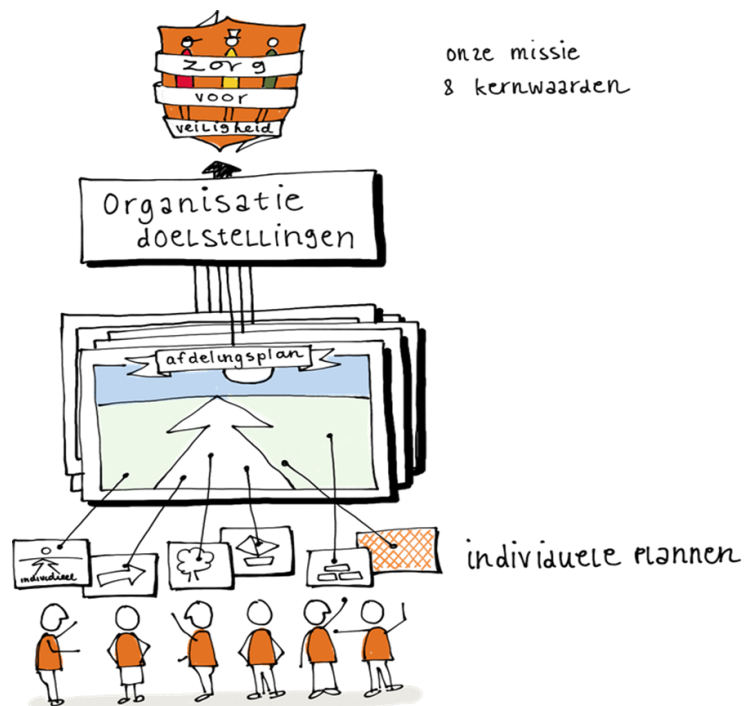 zorg
voor
veiligheid
onze missie
8 kernwaarden
Organisatie
doelstellingen
afdelingsplan
individueel
individuele plannen